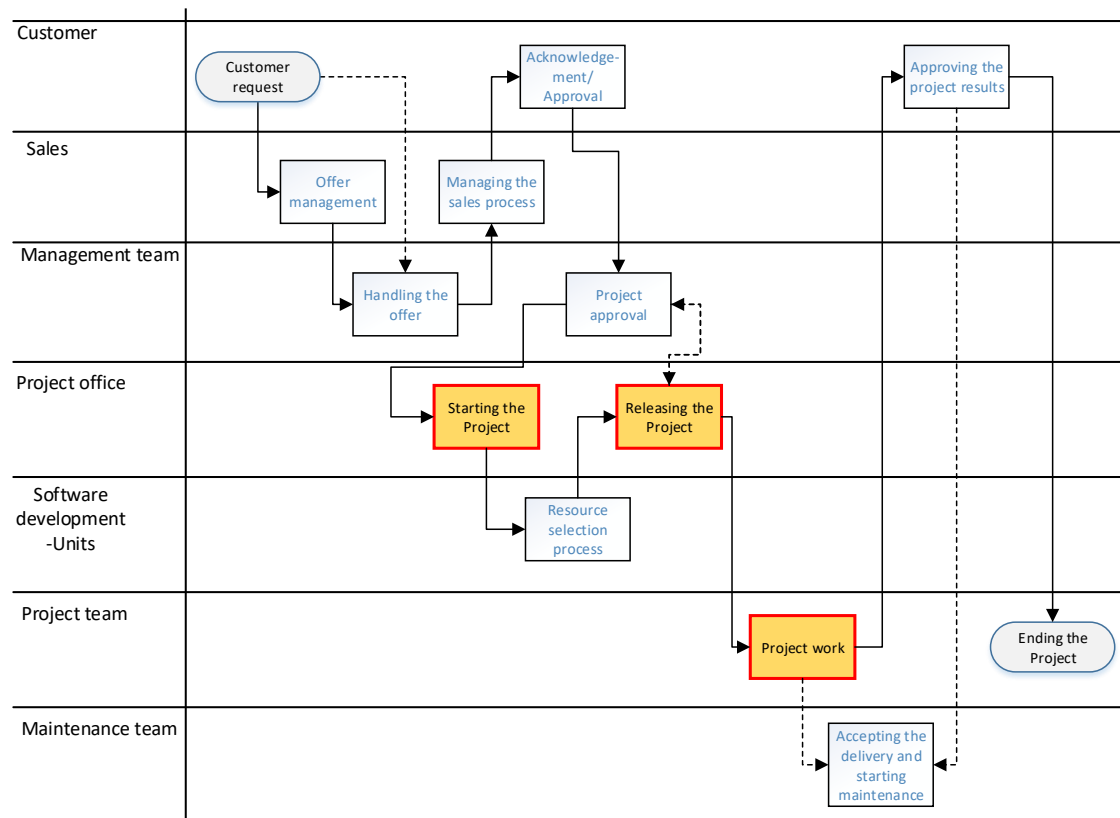 Customer
Customer
request
Acknowledge-
ment/
Approval
Approving the
project results
Sales
Offer
management
Managing the
sales process
Management team
Handling the
offer
Project
approval
Project office
Starting the
Project
Releasing the
Project
Software
development
-Units
Resource
selection
process
Project team
Project work
Ending the
Project
Maintenance team
Accepting the
delivery and
starting
maintenance